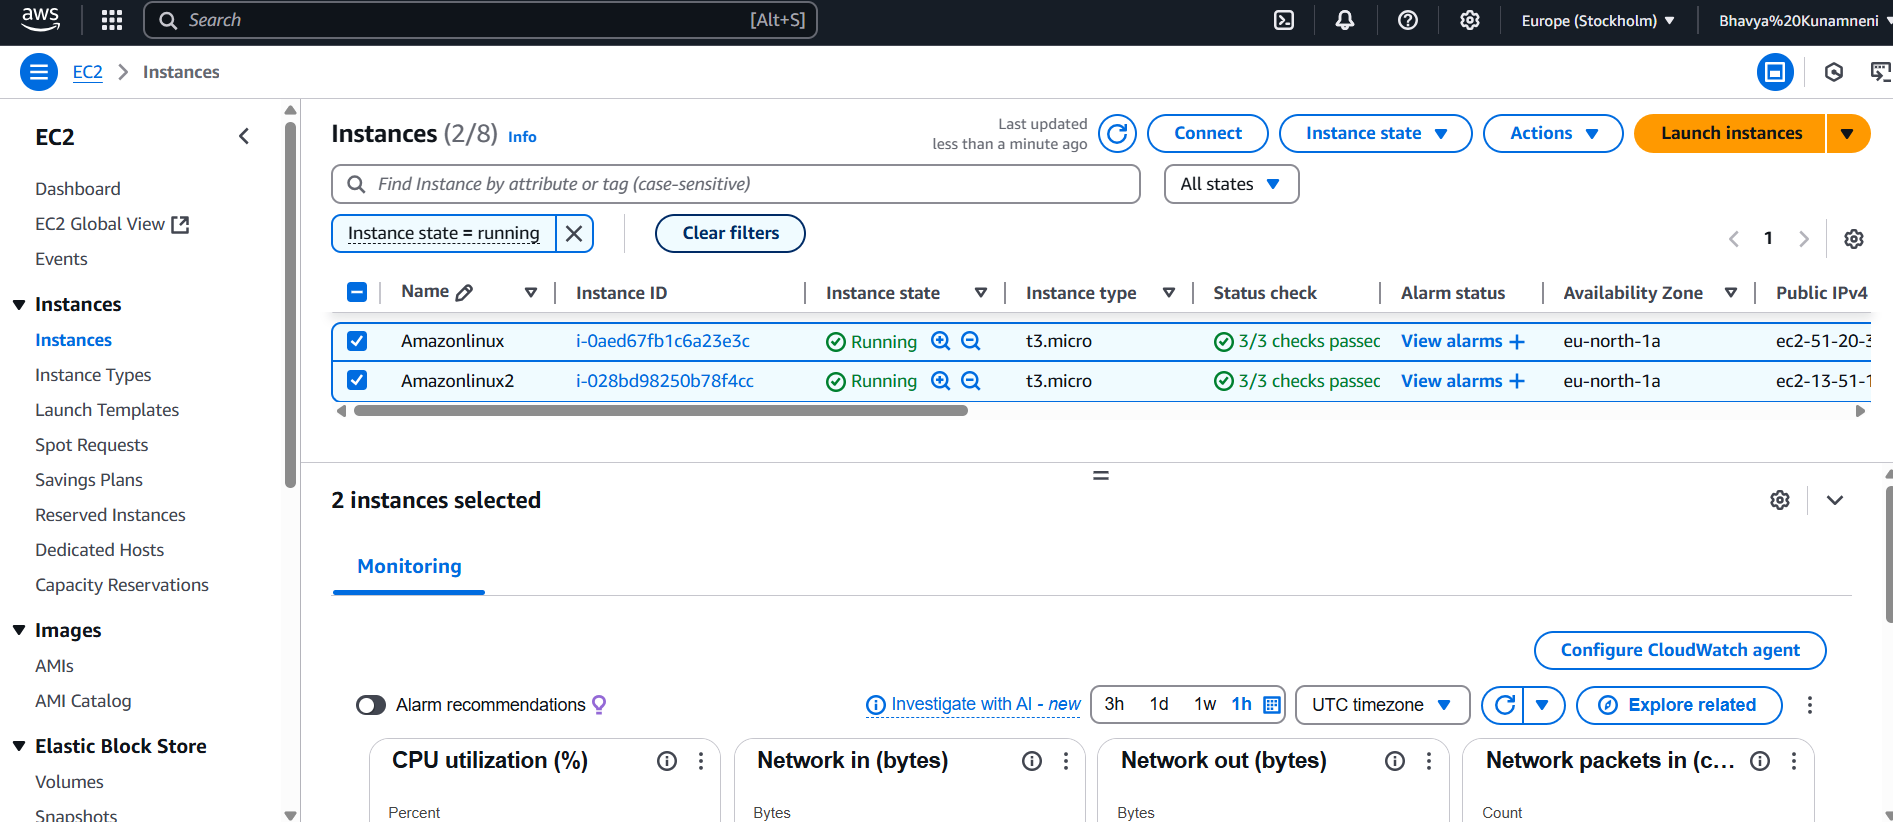 aws
Search [Alt+S]
Europe (Stockholm)
Bhavya%20Kunamneni
EC2 Instances
EC2
Dashboard
EC2 Global View
Events
Instances
Instances
Instance Types
Launch Templates
Spot Requests
Savings Plans
Reserved Instances
Dedicated Hosts
Capacity Reservations
Images
AMIs
AMI Catalog
Elastic Block Store
Volumes
Snapshots
Instances (2/8) Info
Last updated
less than a minute ago
Connect
Instance state
Actions
Launch instances
Find Instance by attribute or tag (case-sensitive)
All states
Instance state = running
Clear filters
1
Name Instance ID Instance state Instance type Status check Alarm status Availability Zone Public IPv4
Amazonlinux i-0aed67fb1c6a23e3c Running t3.micro 3/3 checks passec View alarms + eu-north-1a ec2-51-20-3
Amazonlinux2 i-028bd98250b78f4cc Running t3.micro 3/3 checks passec View alarms + eu-north-1a ec2-13-51-1
2 instances selected
Monitoring
Configure CloudWatch agent
Alarm recommendations
Investigate with AI - new
3h 1d 1w 1h
UTC timezone
Explore related
CPU utilization (%)
Percent
Network in (bytes)
Bytes
Network out (bytes)
Bytes
Network packets in (c...
Count